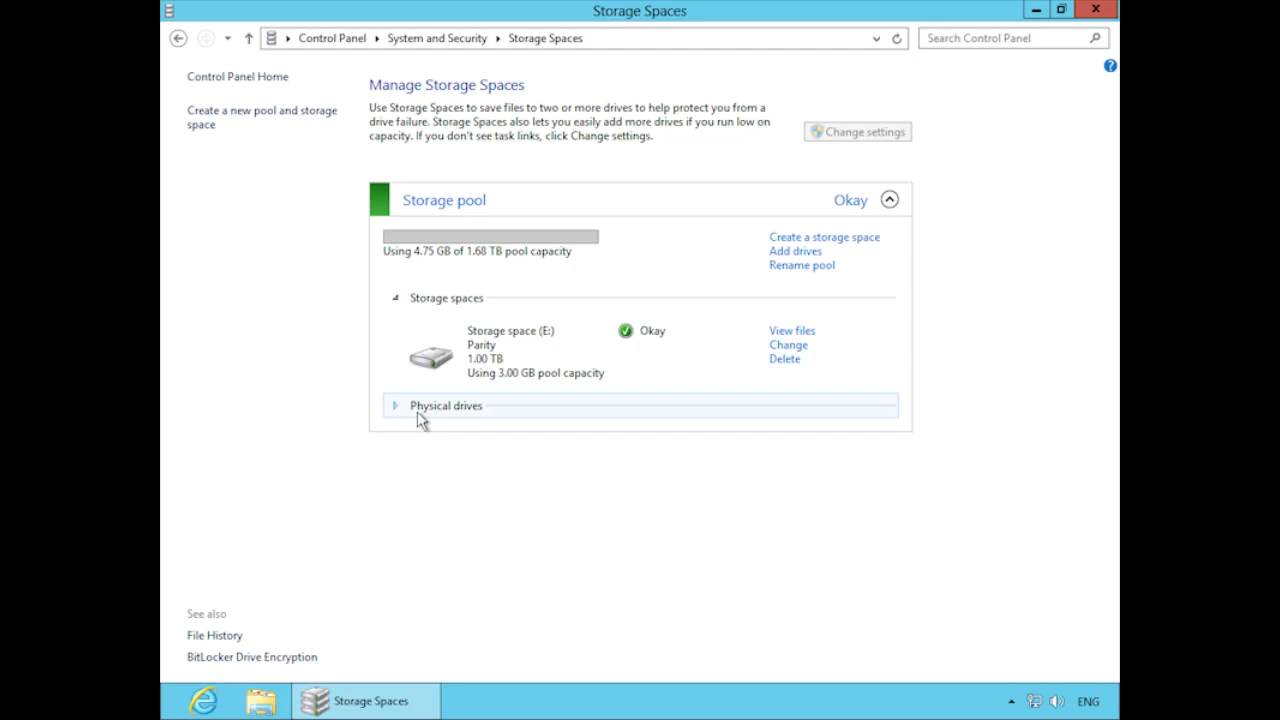 Storage Spaces
Control Panel
System and Security
Storage Spaces
Search Control Panel
Control Panel Home
Create a new pool and storage
space
Manage Storage Spaces
Use Storage Spaces to save files to two or more drives to help protect you from a
drive failure. Storage Spaces also lets you easily add more drives if you run low on
capacity. If you don't see task links, click Change settings.
Change settings
Storage pool
Okay
Using 4.75 GB of 1.68 TB pool capacity
Create a storage space
Add drives
Rename pool
Storage spaces
Storage space (E:)
Parity
1.00 TB
Using 3.00 GB pool capacity
Okay
View files
Change
Delete
Physical drives
See also
File History
BitLocker Drive Encryption
Storage Spaces
ENG